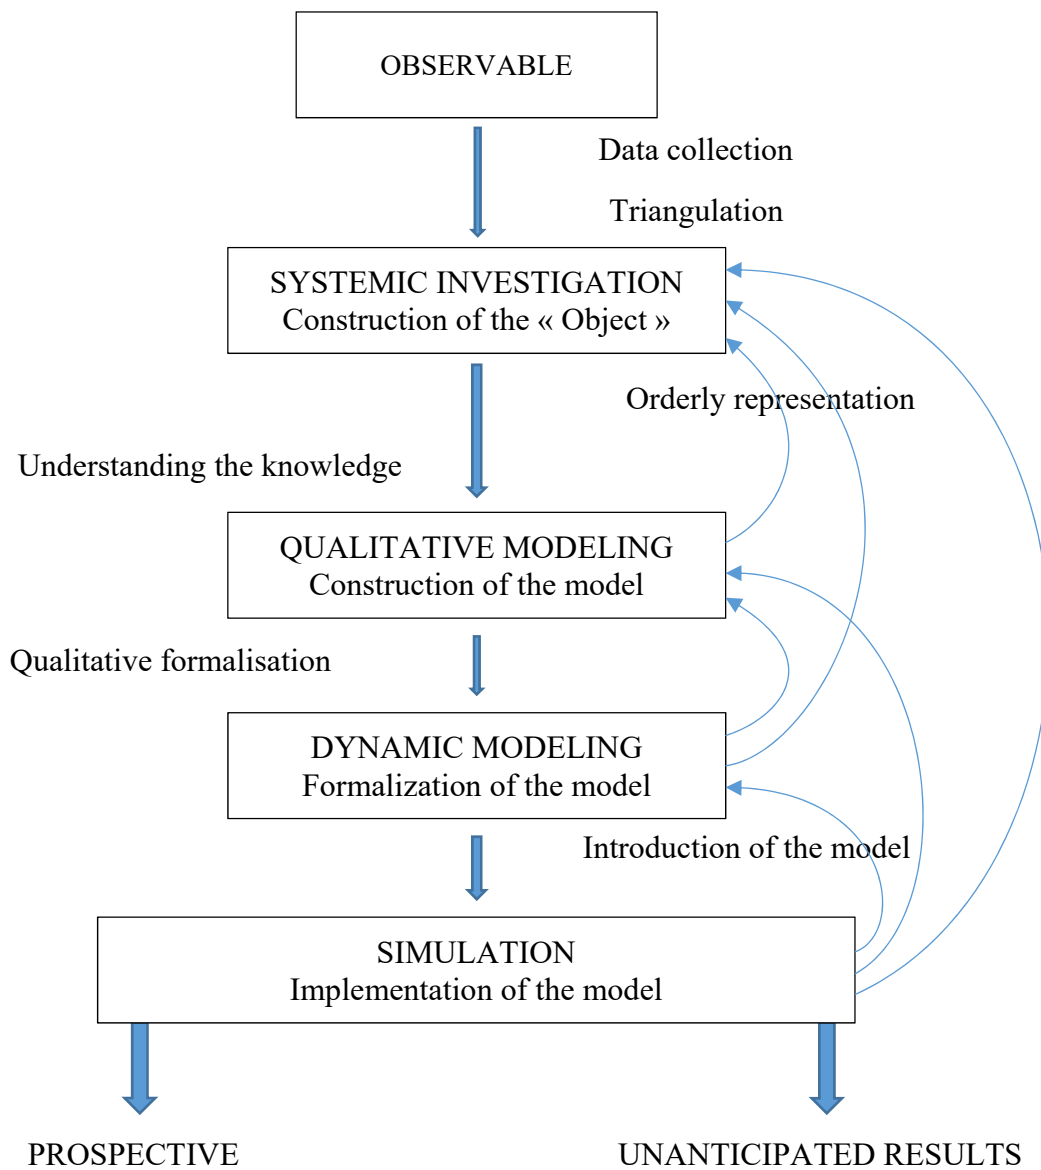 OBSERVABLE
Data collection
Triangulation
SYSTEMIC INVESTIGATION
Construction of the « Object »
Orderly representation
Understanding the knowledge
QUALITATIVE MODELING
Construction of the model
Qualitative formalisation
DYNAMIC MODELING
Formalization of the model
Introduction of the model
SIMULATION
Implementation of the model
PROSPECTIVE
UNANTICIPATED RESULTS